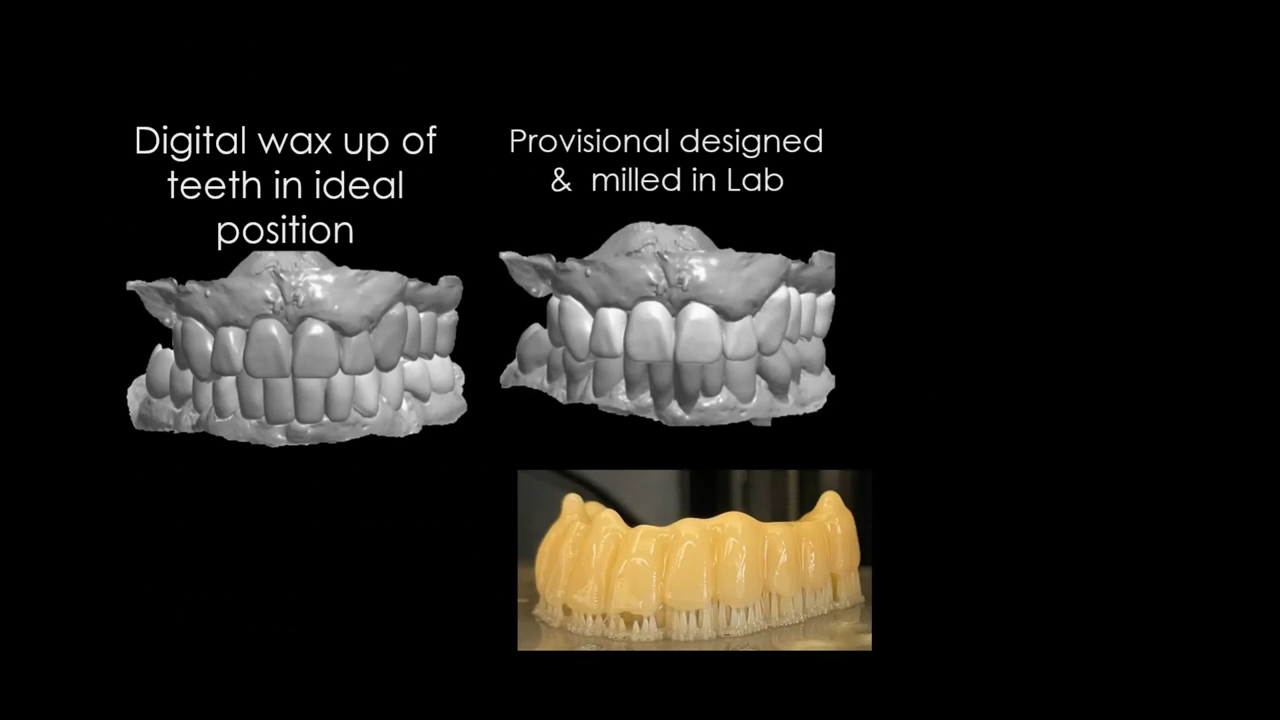 Digital wax up of
teeth in ideal
position
Provisional designed
& milled in Lab